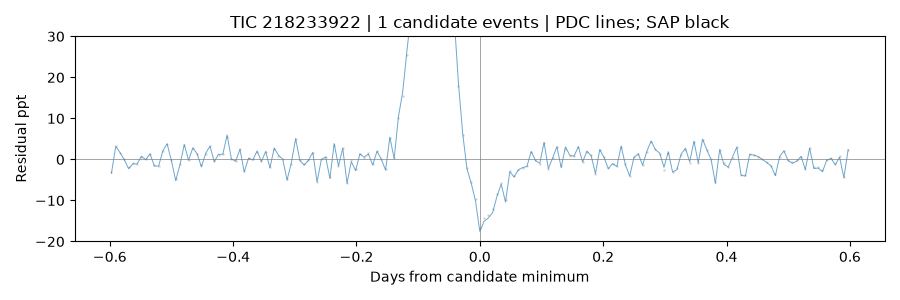 TIC 218233922 | 1 candidate events | PDC lines; SAP black
30
20
10
0
−10
−20
Residual ppt
−0.6 −0.4 −0.2 0.0 0.2 0.4 0.6
Days from candidate minimum